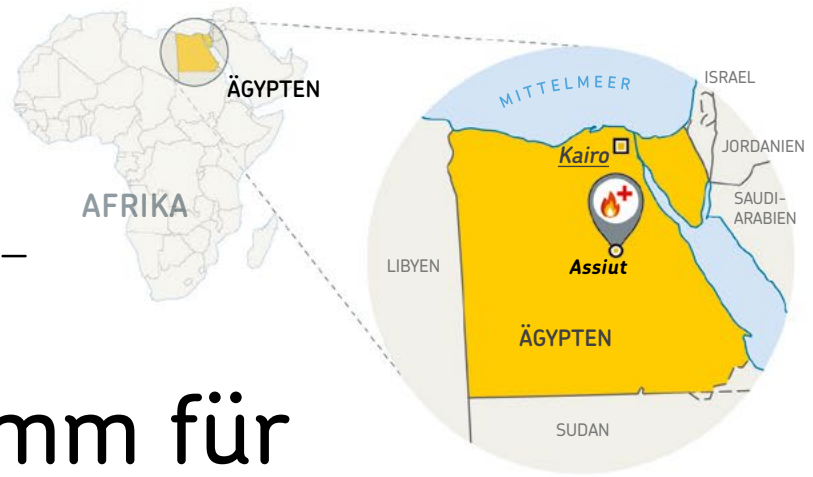 ÄGYPTEN
AFRIKA
MITTELMEER
ISRAEL
JORDANIEN
Kairo
SAUDI-
ARABIEN
LIBYEN
Assiut
ÄGYPTEN
SUDAN
–
mm für